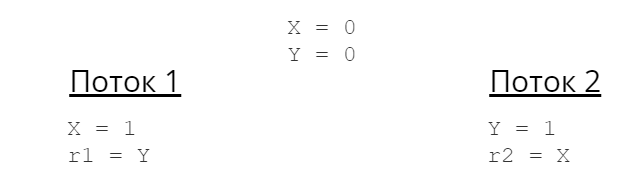 X = 0
Y = 0
Поток 1
X = 1
r1 = Y
Поток 2
Y = 1
r2 = X